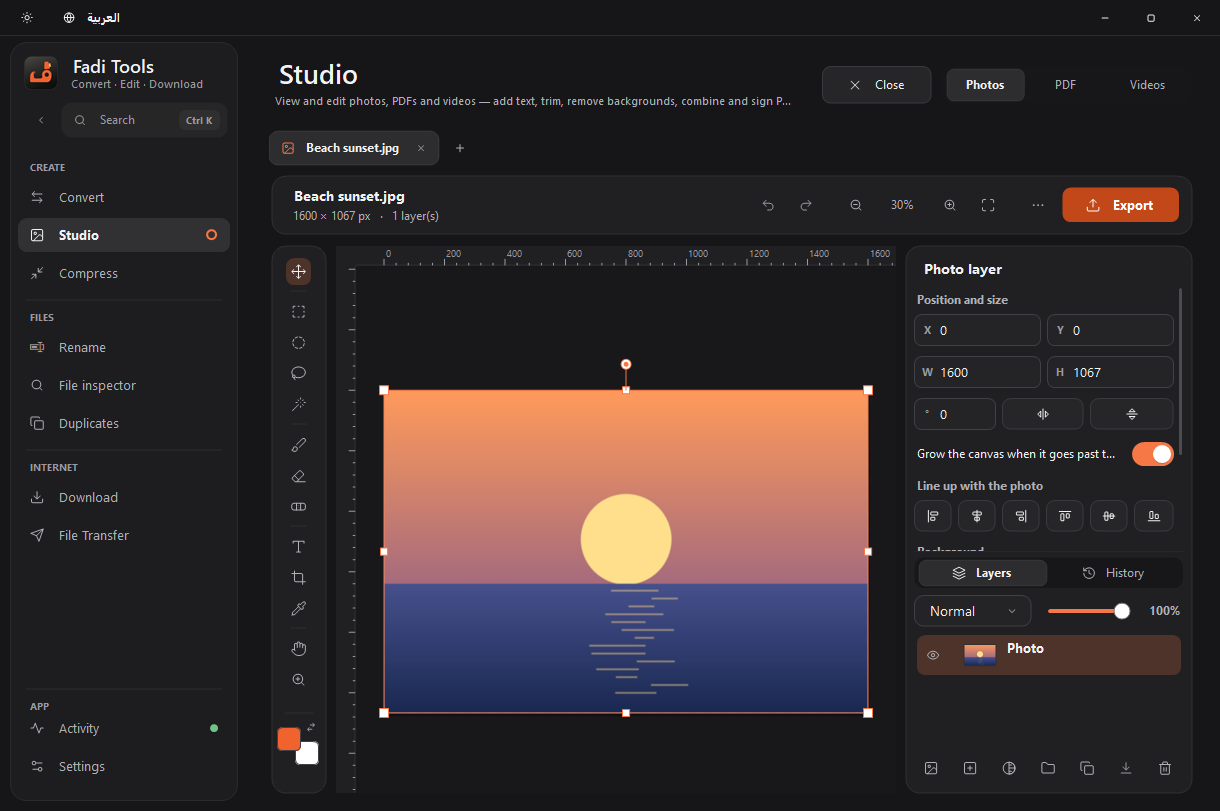 العربية
Fadi Tools
Convert · Edit · Download
Search
Ctrl K
CREATE
Convert
Studio
Compress
FILES
Rename
File inspector
Duplicates
INTERNET
Download
File Transfer
APP
Activity
Settings
Studio
View and edit photos, PDFs and videos — add text, trim, remove backgrounds, combine and sign P...
Close
Photos
PDF
Videos
Beach sunset.jpg
Beach sunset.jpg
1600 × 1067 px · 1 layer(s)
30%
Export
0 200 400 600 800 1000 1200 1400 1600
Photo layer
Position and size
X 0
Y 0
W 1600
H 1067
° 0
Grow the canvas when it goes past t...
Line up with the photo
Background
Layers
History
Normal
100%
Photo